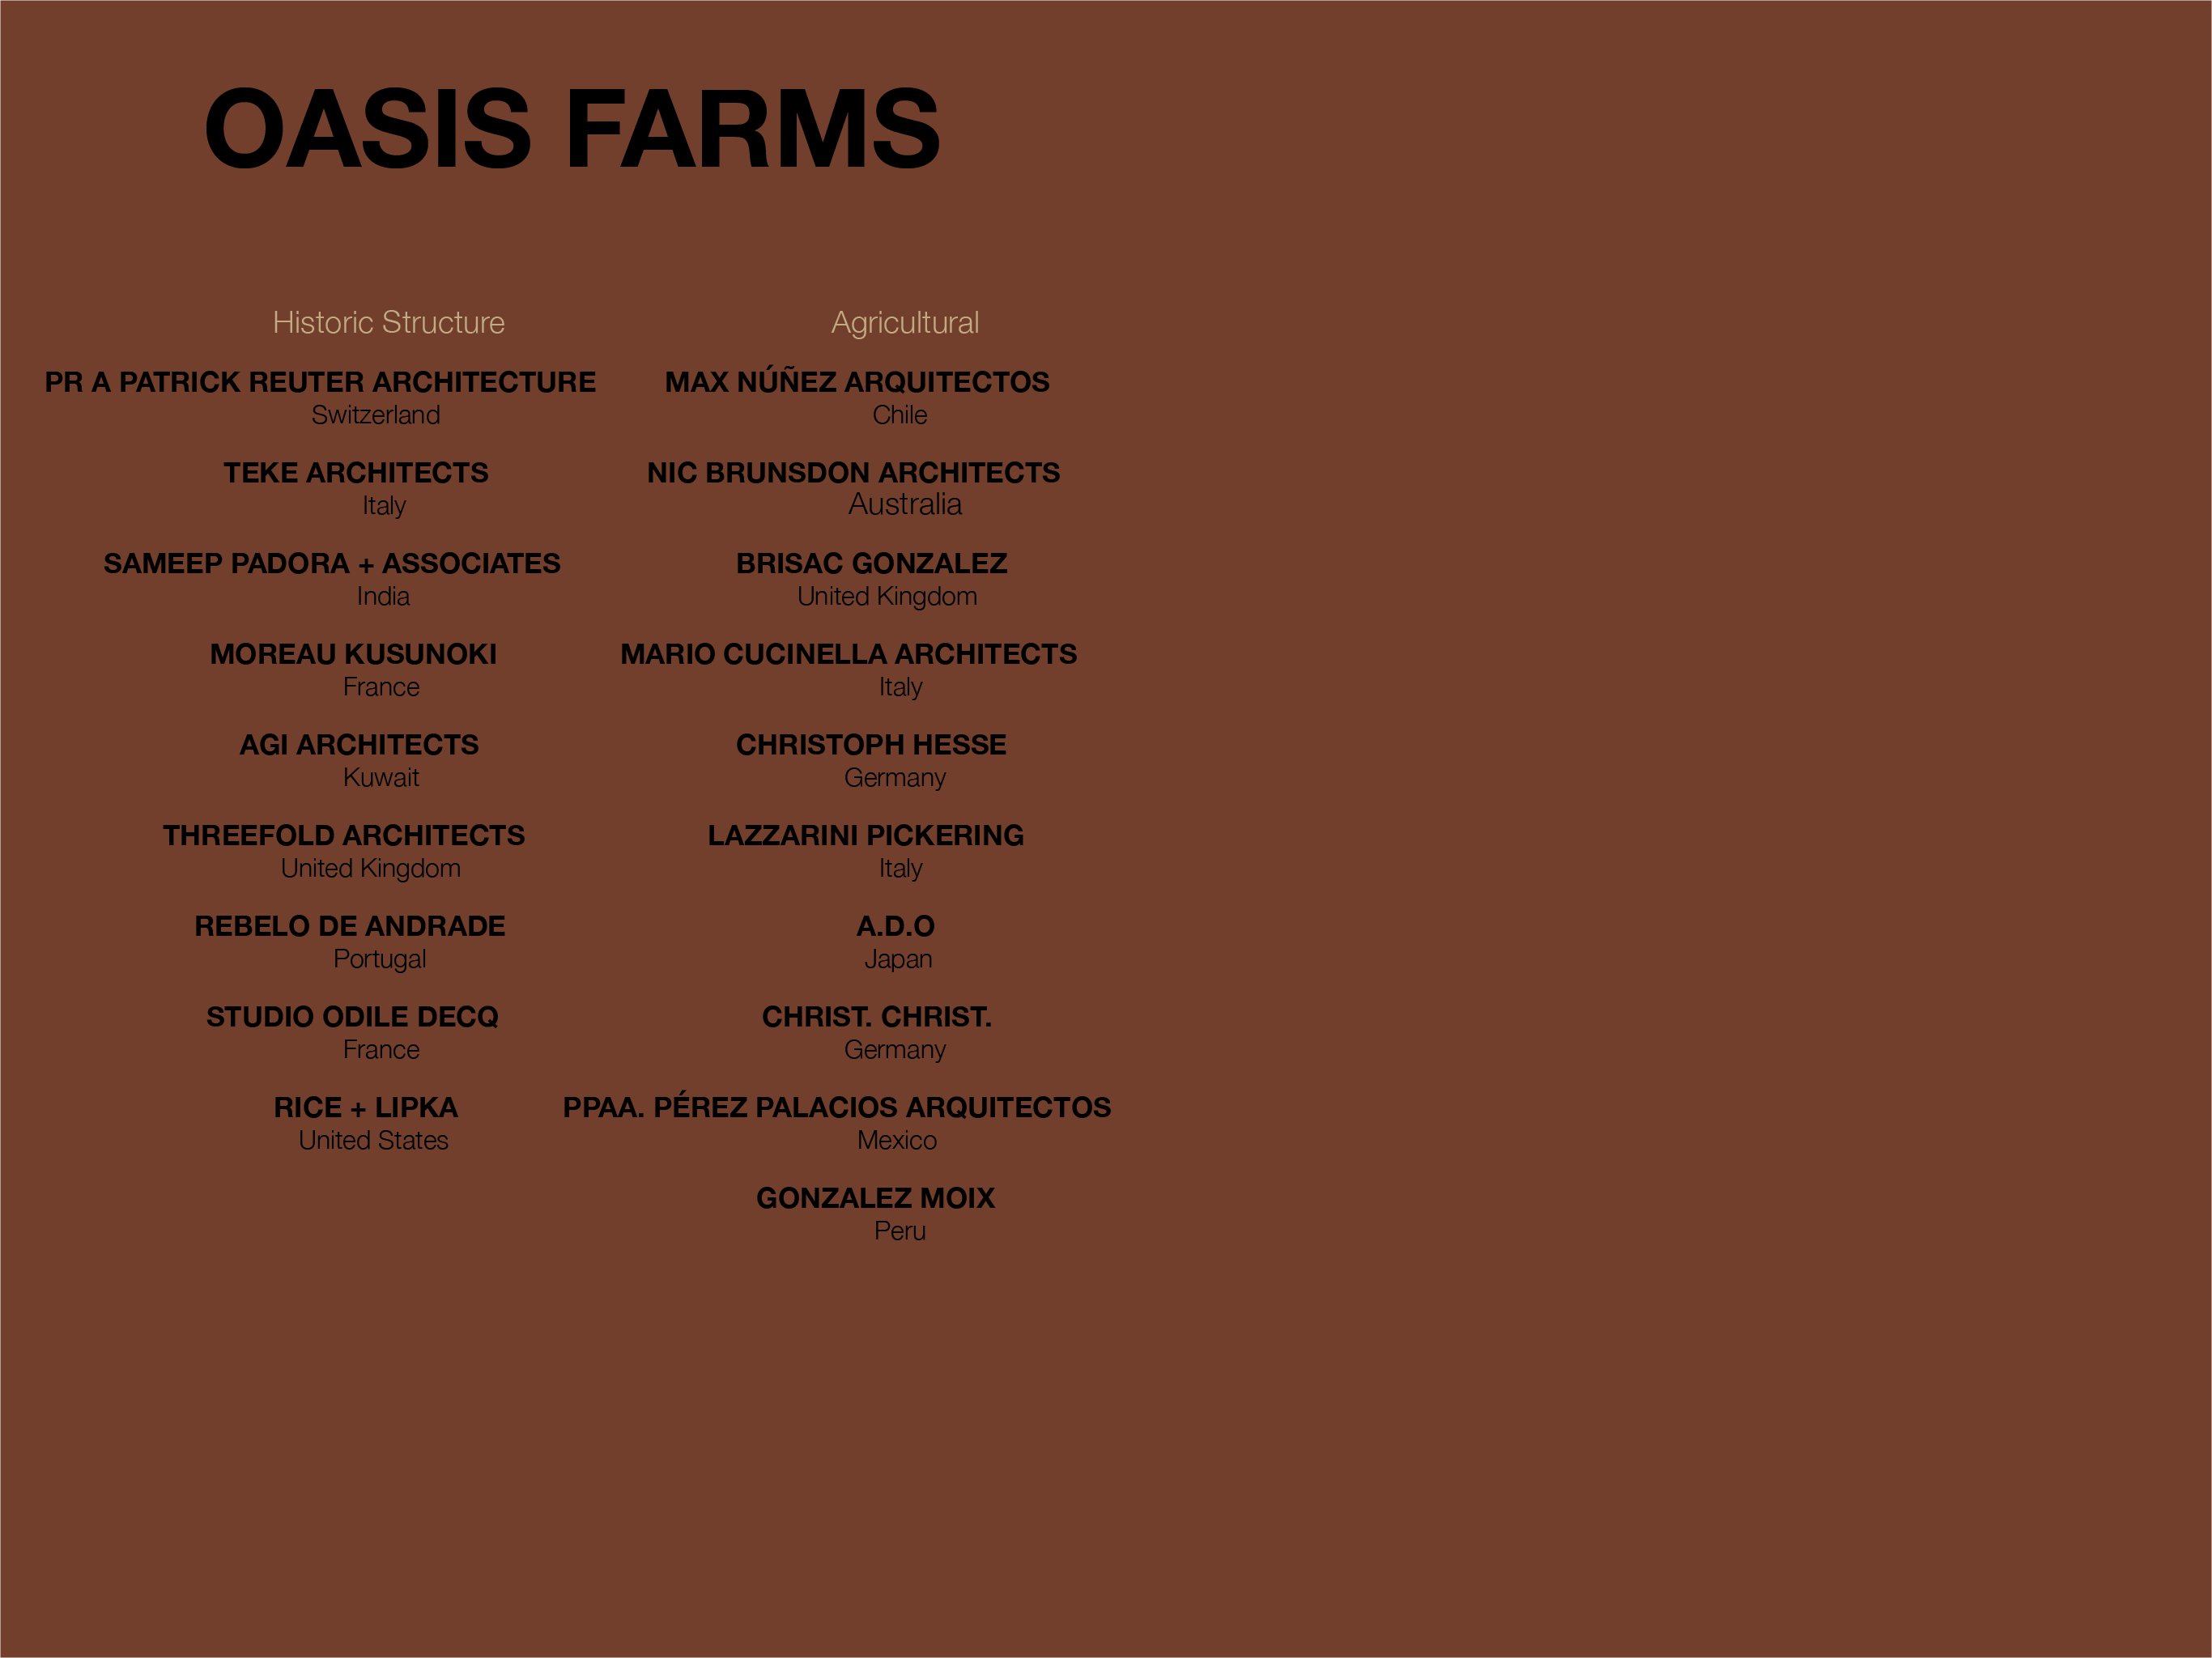 OASIS FARMS
Historic Structure
PR A PATRICK REUTER ARCHITECTURE
Switzerland
TEKE ARCHITECTS
Italy
SAMEEP PADORA + ASSOCIATES
India
MOREAU KUSUNOKI
France
AGI ARCHITECTS
Kuwait
THREEFOLD ARCHITECTS
United Kingdom
REBELO DE ANDRADE
Portugal
STUDIO ODILE DECQ
France
RICE + LIPKA
United States
Agricultural
MAX NÚÑEZ ARQUITECTOS
Chile
NIC BRUNSDON ARCHITECTS
Australia
BRISAC GONZALEZ
United Kingdom
MARIO CUCINELLA ARCHITECTS
Italy
CHRISTOPH HESSE
Germany
LAZZARINI PICKERING
Italy
A.D.O
Japan
CHRIST. CHRIST.
Germany
PPAA. PÉREZ PALACIOS ARQUITECTOS
Mexico
GONZALEZ MOIX
Peru